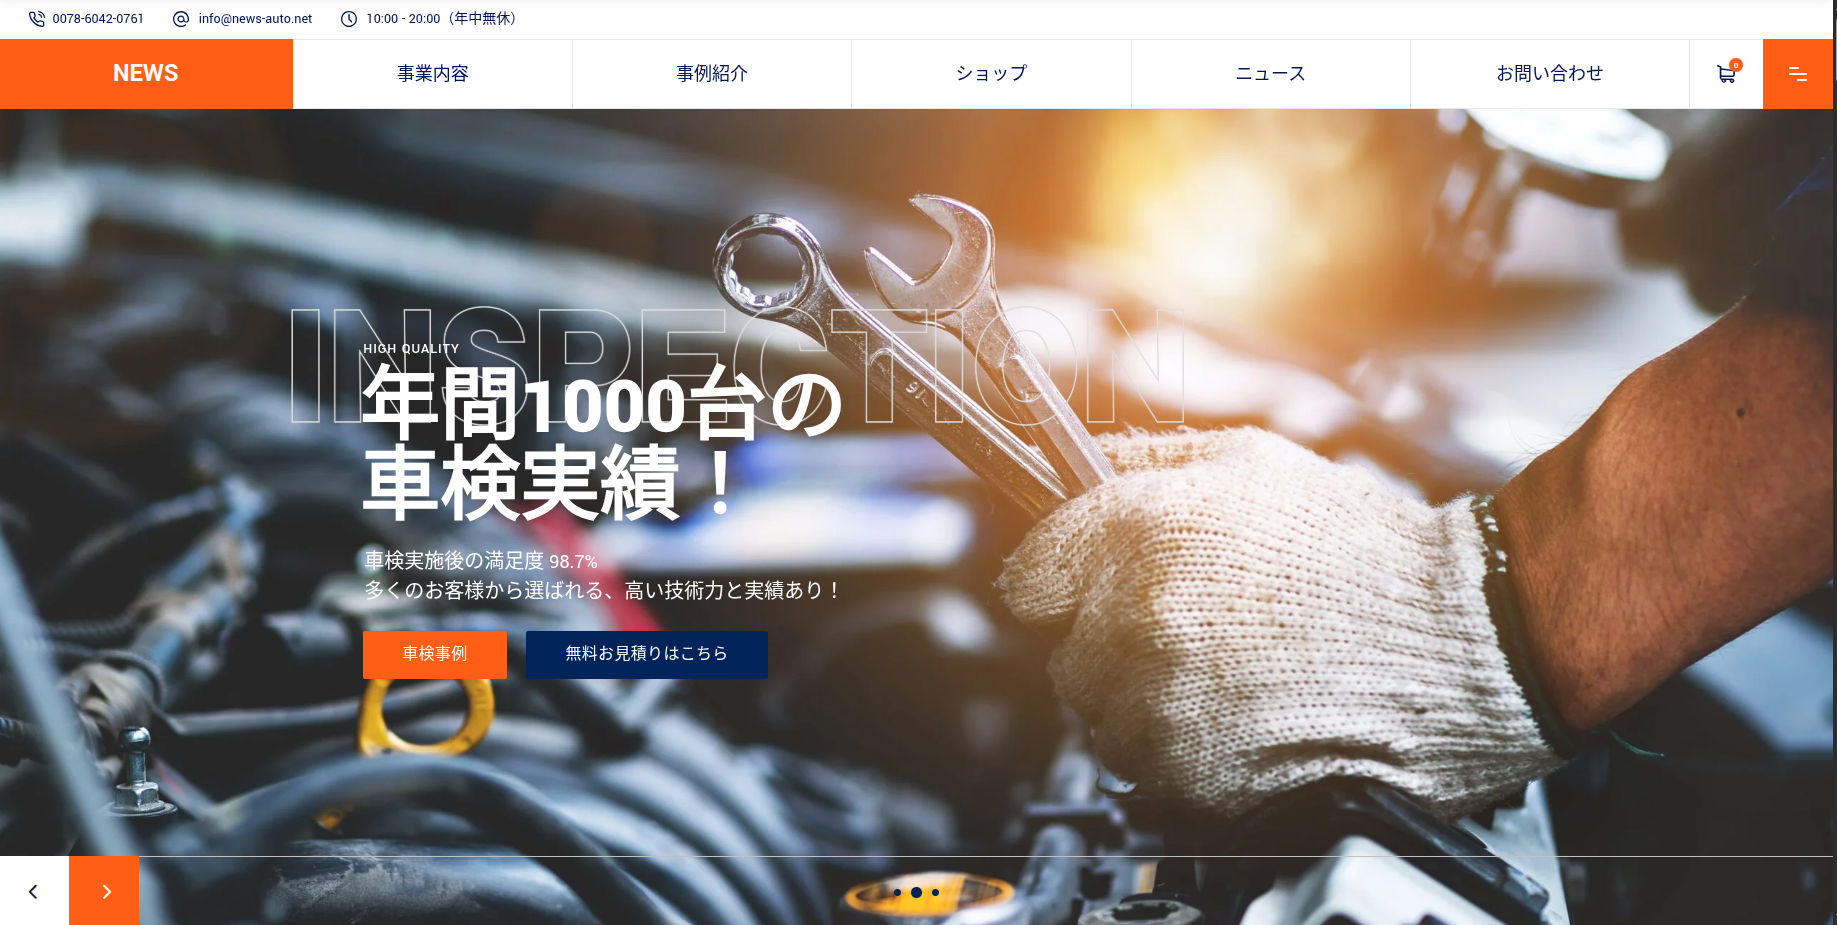 0078-6042-0761 info@news-auto.net 10:00 - 20:00（年中無休）
NEWS 事業内容 事例紹介 ショップ ニュース お問い合わせ 0
INSPECTION
HIGH QUALITY
年間1000台の
車検実績！
車検実施後の満足度 98.7%
多くのお客様から選ばれる、高い技術力と実績あり！
車検事例 無料お見積りはこちら